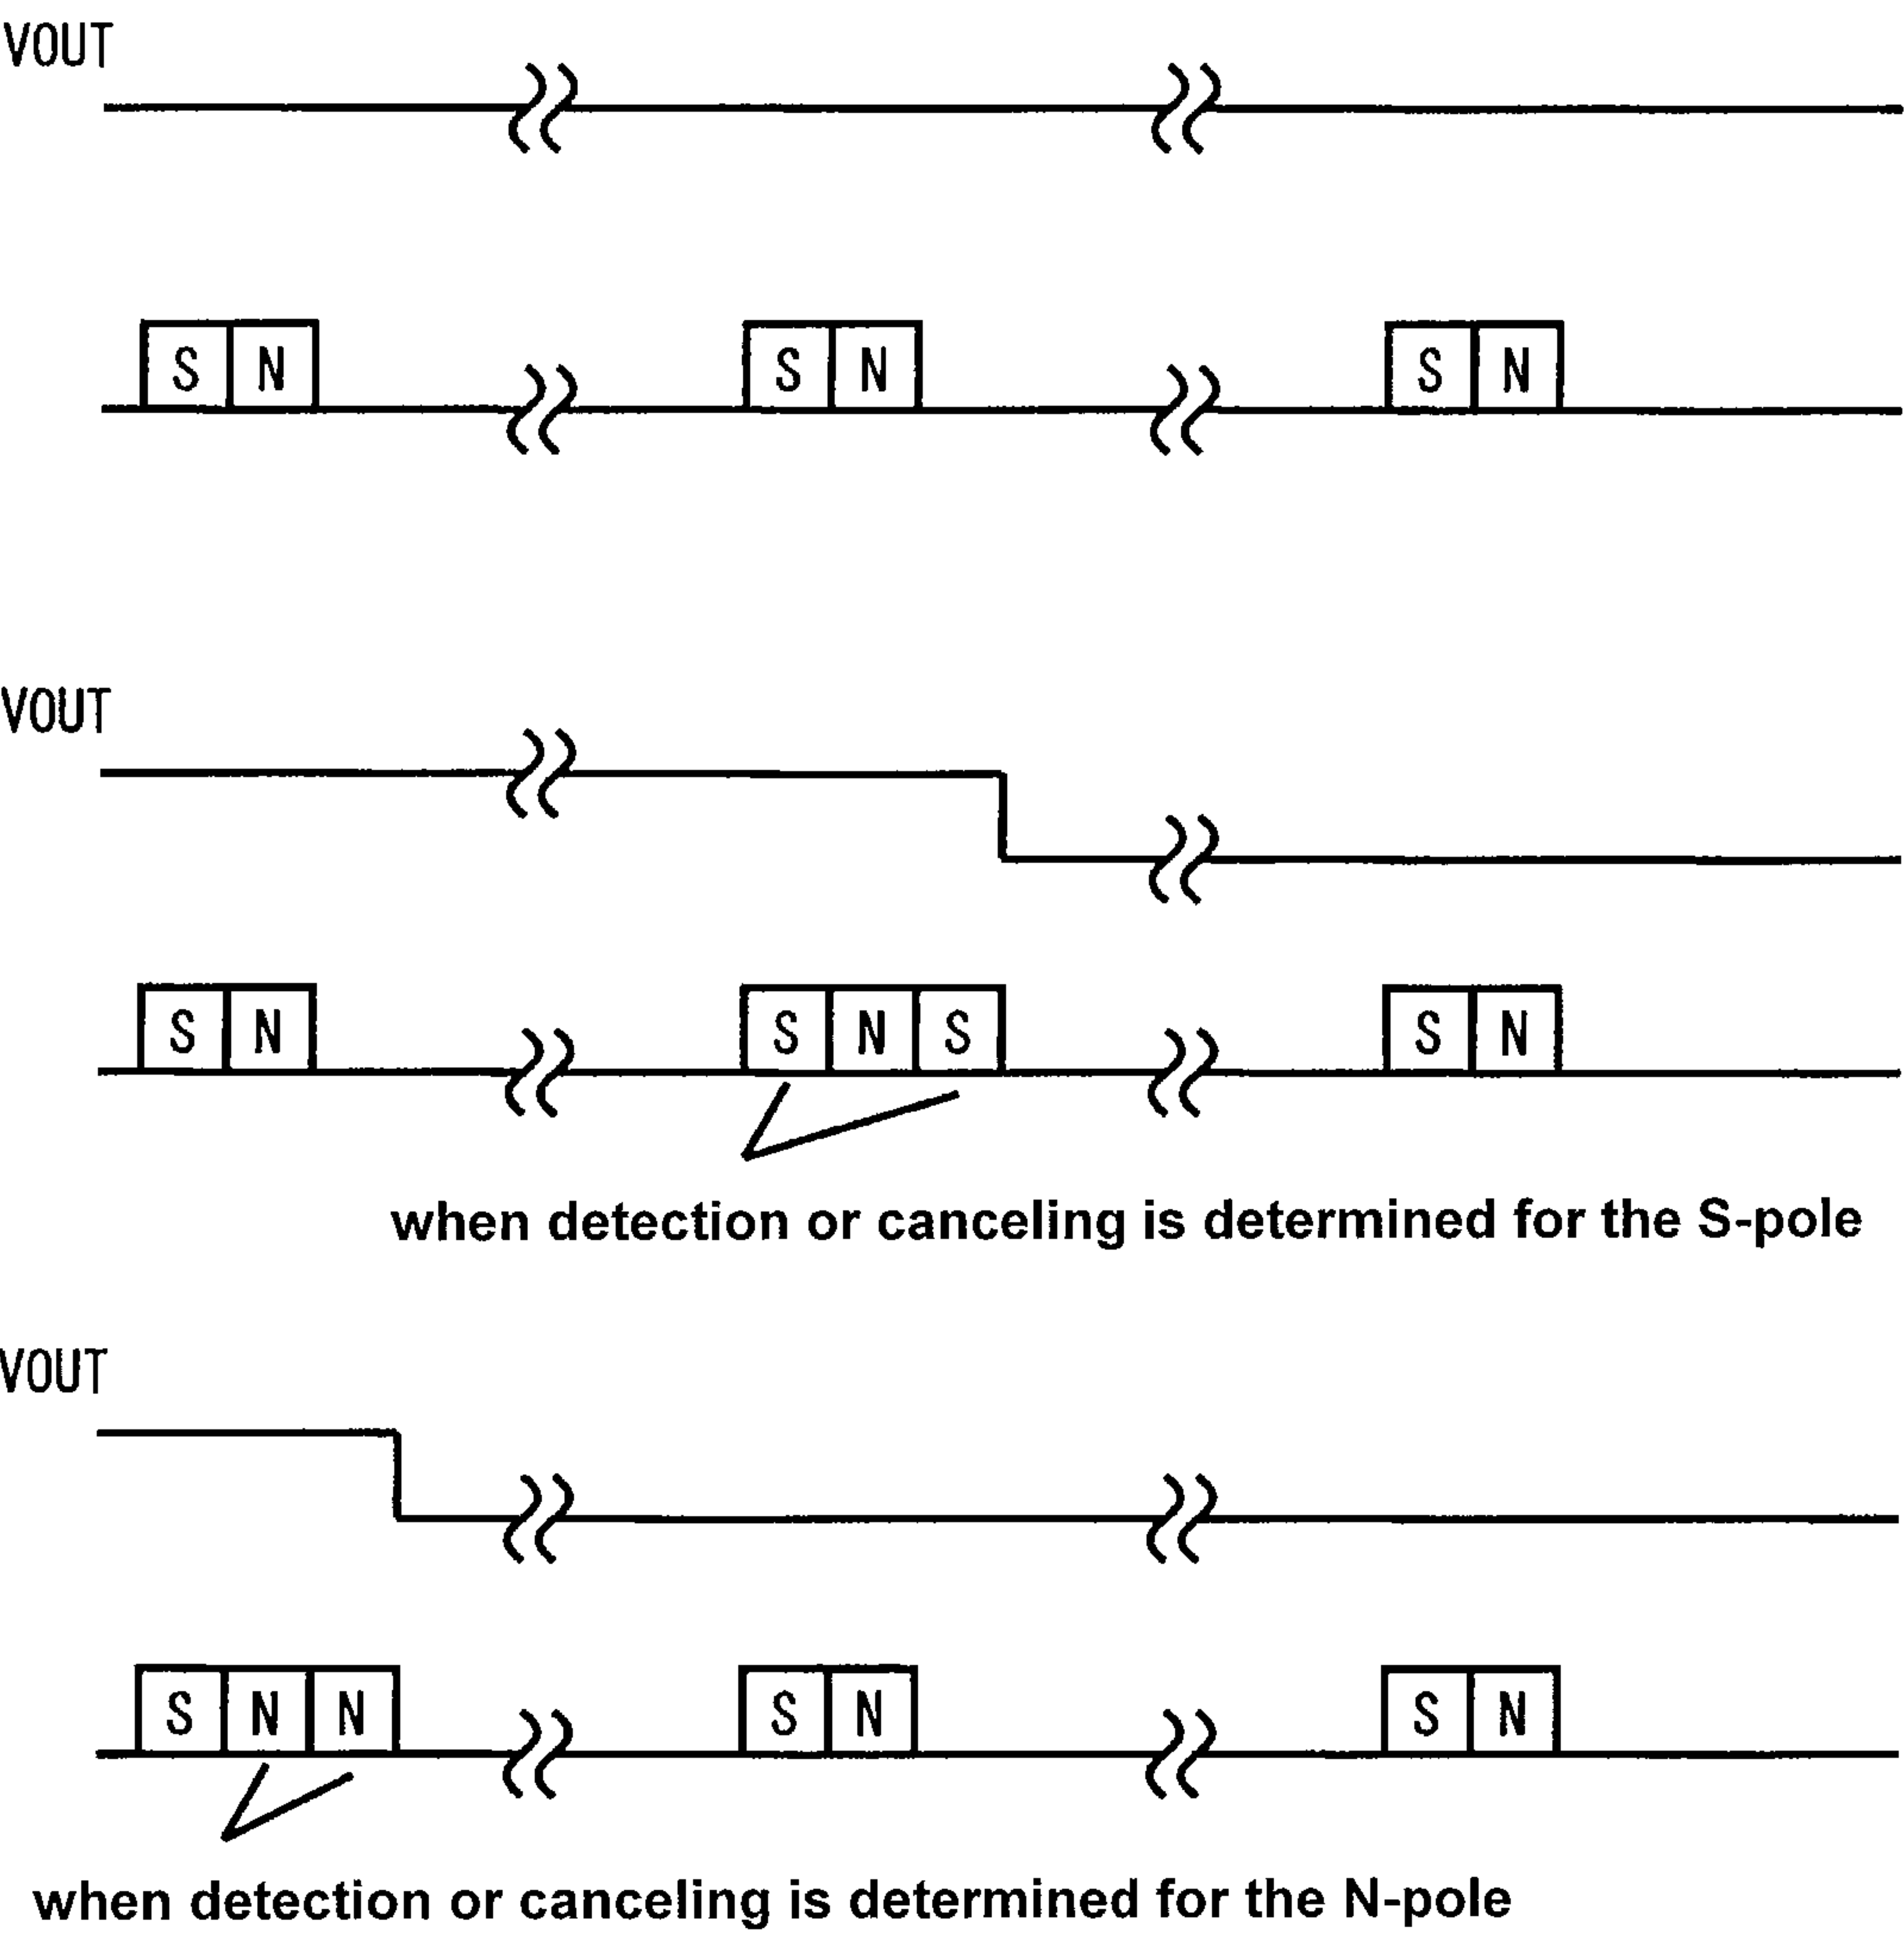 VOUT
S N S N S N
VOUT
S N S N S S N
when detection or canceling is determined for the S-pole
VOUT
S N N S N S N
when detection or canceling is determined for the N-pole